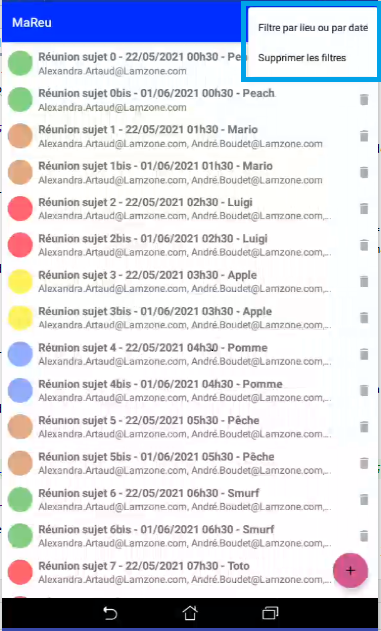 MaReu
Filtre par lieu ou par date
Supprimer les filtres
Réunion sujet 0 - 22/05/2021 00h30 - Peach
Alexandra.Artaud@Lamzone.com
Réunion sujet 0bis - 01/06/2021 00h30 - Peach
Alexandra.Artaud@Lamzone.com
Réunion sujet 1 - 22/05/2021 01h30 - Mario
Alexandra.Artaud@Lamzone.com, André.Boudet@Lamzone.com
Réunion sujet 1bis - 01/06/2021 01h30 - Mario
Alexandra.Artaud@Lamzone.com, André.Boudet@Lamzone.com
Réunion sujet 2 - 22/05/2021 02h30 - Luigi
Alexandra.Artaud@Lamzone.com, André.Boudet@Lamzone.com,...
Réunion sujet 2bis - 01/06/2021 02h30 - Luigi
Alexandra.Artaud@Lamzone.com, André.Boudet@Lamzone.com,...
Réunion sujet 3 - 22/05/2021 03h30 - Apple
Alexandra.Artaud@Lamzone.com, André.Boudet@Lamzone.com,...
Réunion sujet 3bis - 01/06/2021 03h30 - Apple
Alexandra.Artaud@Lamzone.com, André.Boudet@Lamzone.com,...
Réunion sujet 4 - 22/05/2021 04h30 - Pomme
Alexandra.Artaud@Lamzone.com, André.Boudet@Lamzone.com,...
Réunion sujet 4bis - 01/06/2021 04h30 - Pomme
Alexandra.Artaud@Lamzone.com, André.Boudet@Lamzone.com,...
Réunion sujet 5 - 22/05/2021 05h30 - Pêche
Alexandra.Artaud@Lamzone.com, André.Boudet@Lamzone.com,...
Réunion sujet 5bis - 01/06/2021 05h30 - Pêche
Alexandra.Artaud@Lamzone.com, André.Boudet@Lamzone.com,...
Réunion sujet 6 - 22/05/2021 06h30 - Smurf
Alexandra.Artaud@Lamzone.com, André.Boudet@Lamzone.com,...
Réunion sujet 6bis - 01/06/2021 06h30 - Smurf
Alexandra.Artaud@Lamzone.com, André.Boudet@Lamzone.com,...
Réunion sujet 7 - 22/05/2021 07h30 - Toto
Alexandra.Artaud@Lamzone.com, André.Boudet@Lamzone.com,...